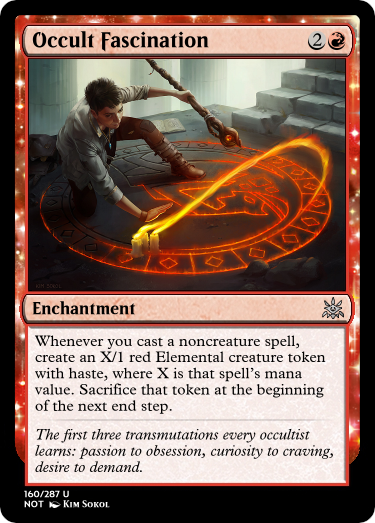 Occult Fascination 2
Enchantment
Whenever you cast a noncreature spell,
create an X/1 red Elemental creature token
with haste, where X is that spell's mana
value. Sacrifice that token at the beginning
of the next end step.
The first three transmutations every occultist
learns: passion to obsession, curiosity to craving,
desire to demand.
160/287 U
NOT Kim Sokol